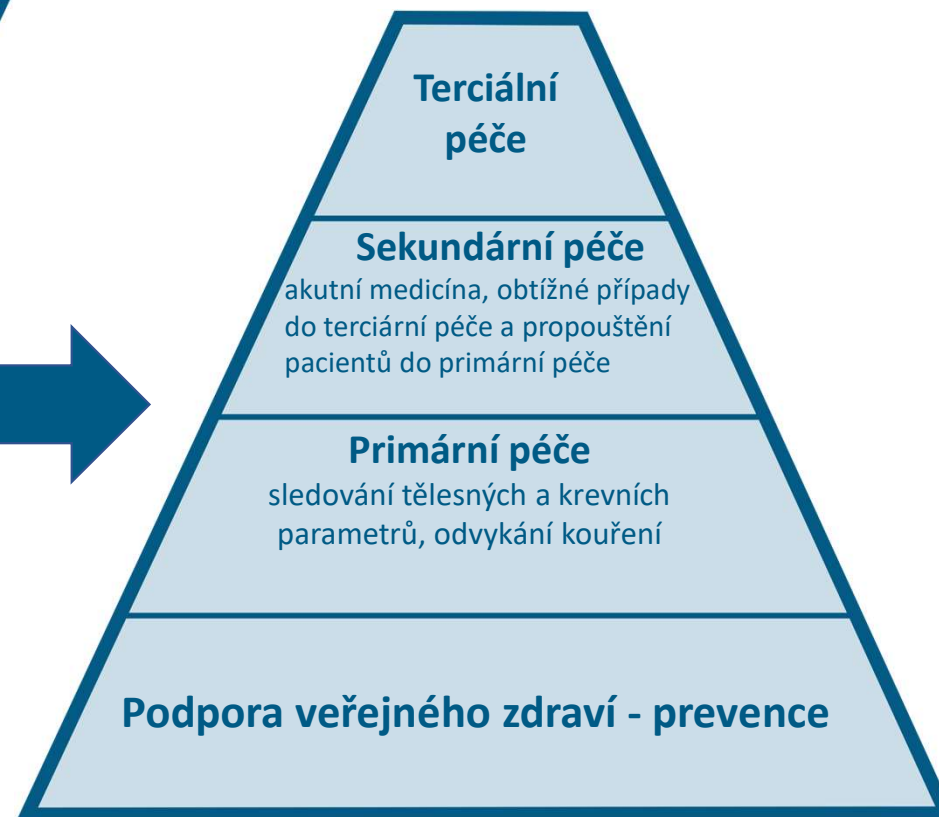 Terciální
péče
Sekundární péče
akutní medicína, obtížné případy
do terciární péče a propouštění
pacientů do primární péče
Primární péče
sledování tělesných a krevních
parametrů, odvykání kouření
Podpora veřejného zdraví - prevence